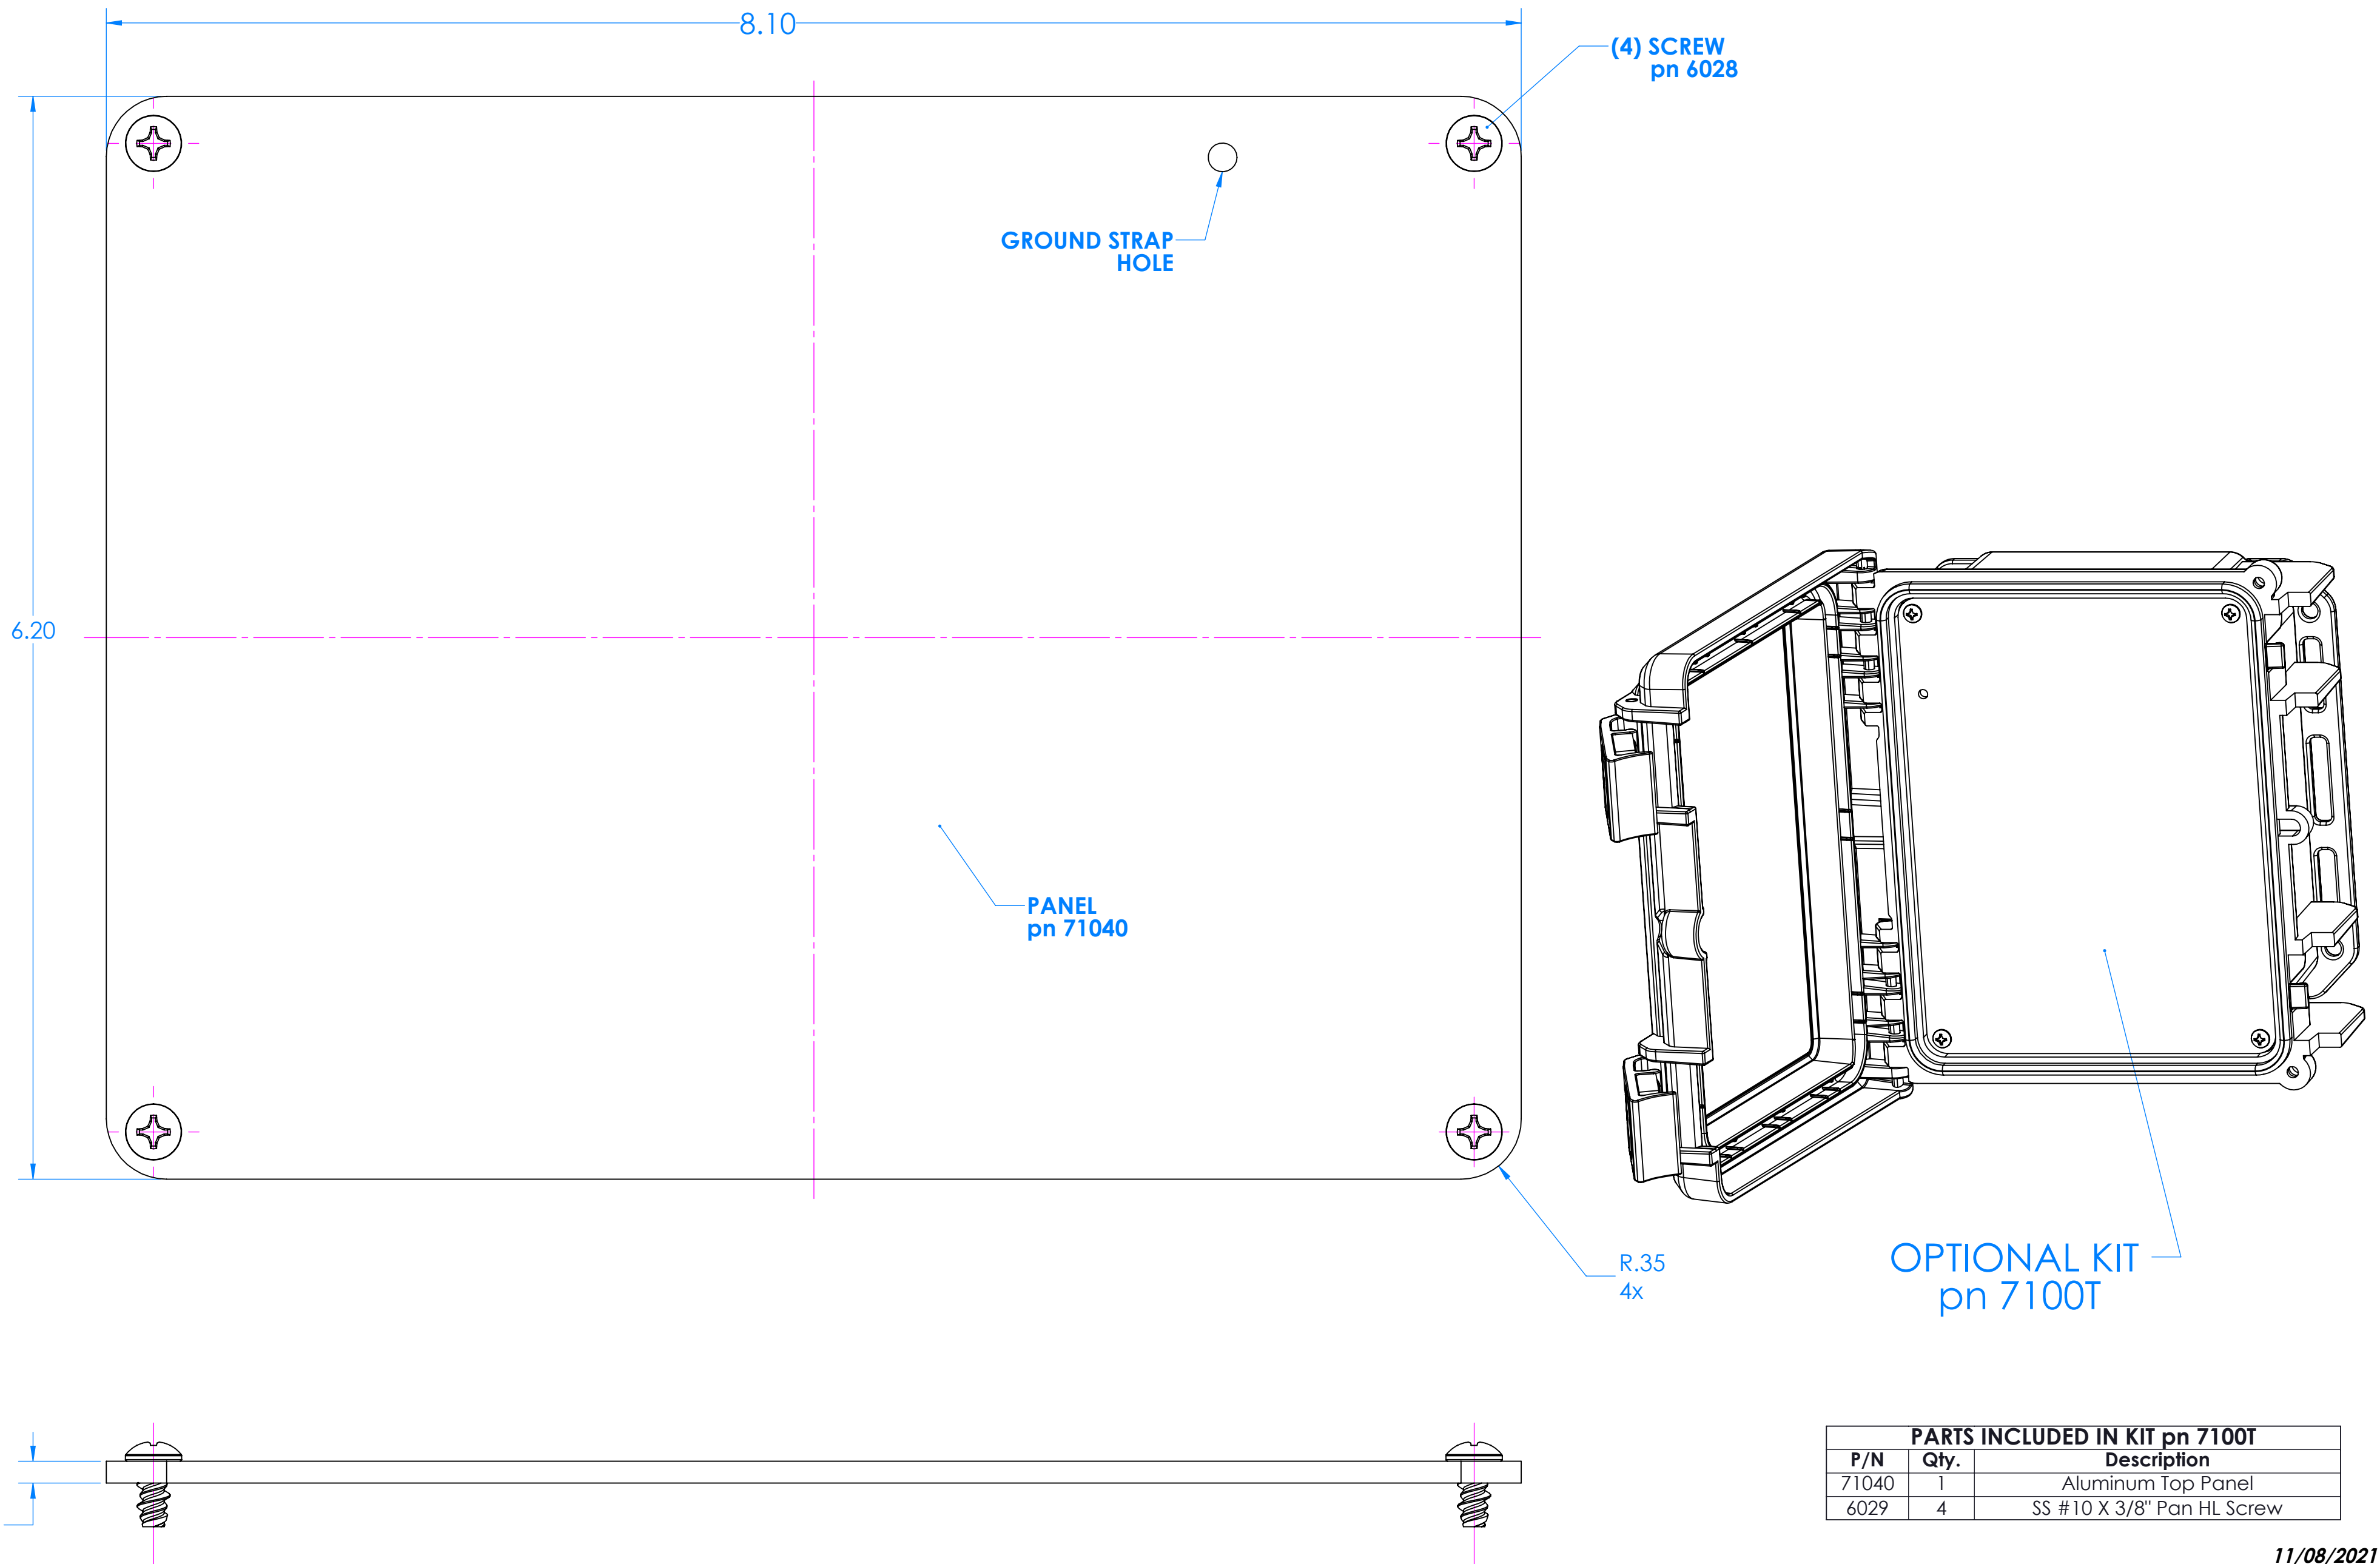 8.10
(4) SCREW
pn 6028
GROUND STRAP
HOLE
6.20
PANEL
pn 71040
R.35
4x
OPTIONAL KIT
pn 7100T
PARTS INCLUDED IN KIT pn 7100T
P/N Qty. Description
71040 1 Aluminum Top Panel
6029 4 SS #10 X 3/8" Pan HL Screw
11/08/2021